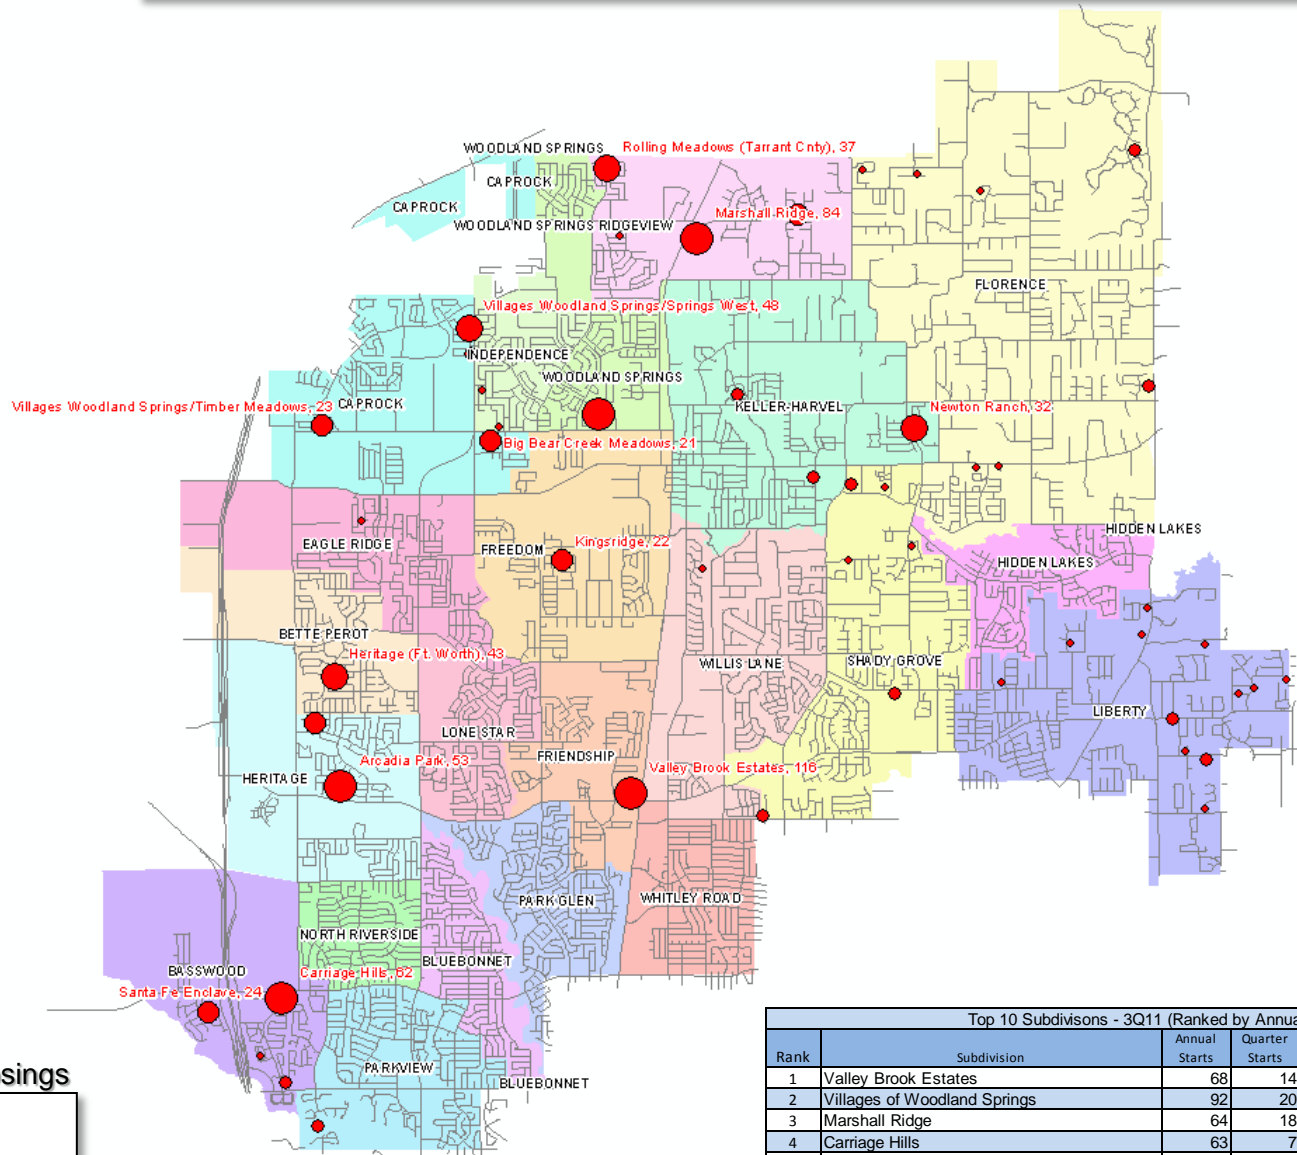 WOODLAND SPRINGS
Rolling Meadows (Tarrant Cnty), 37
CAPROCK
CAPROCK
Marshall Ridge, 84
WOODLAND SPRINGS RIDGEVIEW
FLORENCE
Villages Woodland Springs/Springs West, 48
INDEPENDENCE
WOODLAND SPRINGS
Villages Woodland Springs/Timber Meadows, 23
CAPROCK
KELLER-HARVEL
Newton Ranch, 32
Big Bear Creek Meadows, 21
HIDDEN LAKES
EAGLE RIDGE
FREEDOM
Kingsridge, 22
HIDDEN LAKES
BETTE PEROT
Heritage (Ft. Worth), 43
WILLIS LANE
SHADY GROVE
LIBERTY
LONE STAR
FRIENDSHIP
Arcadia Park, 53
Valley Brook Estates, 116
HERITAGE
PARK GLEN
WHITLEY ROAD
NORTH RIVERSIDE
BLUEBONNET
BASSWOOD
Carriage Hills, 62
Santa Fe Enclave, 24
PARKVIEW
BLUEBONNET
sings
Top 10 Subdivisons - 3Q11 (Ranked by Annua
Rank Subdivision Annual Starts Quarter Starts
1 Valley Brook Estates 68 14
2 Villages of Woodland Springs 92 20
3 Marshall Ridge 64 18
4 Carriage Hills 63 7